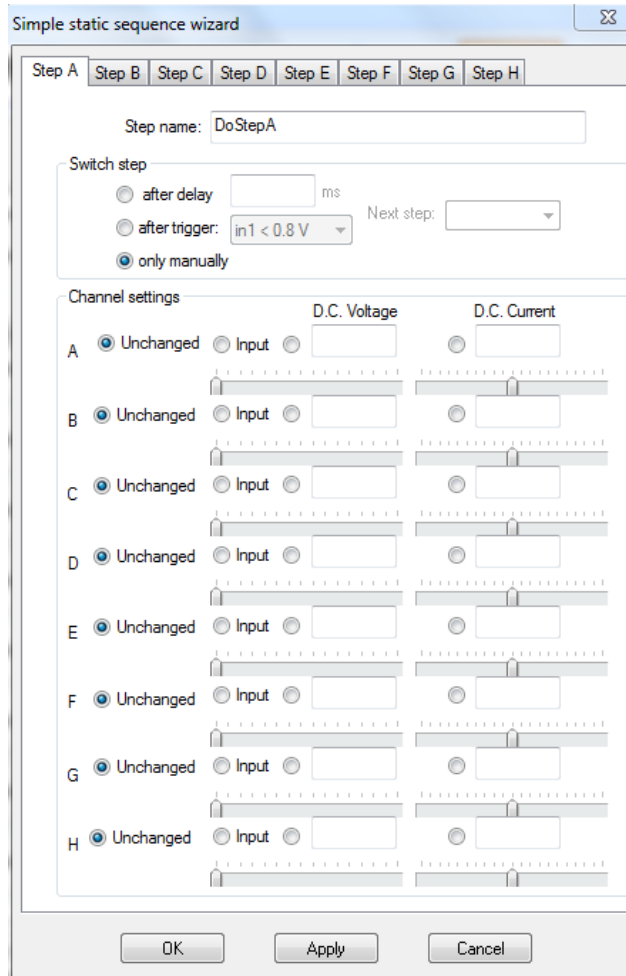 Simple static sequence wizard
Step A Step B Step C Step D Step E Step F Step G Step H
Step name: DoStepA
Switch step
after delay ms
after trigger: in1 < 0.8 V Next step:
only manually
Channel settings
D.C. Voltage D.C. Current
A Unchanged Input
B Unchanged Input
C Unchanged Input
D Unchanged Input
E Unchanged Input
F Unchanged Input
G Unchanged Input
H Unchanged Input
OK Apply Cancel